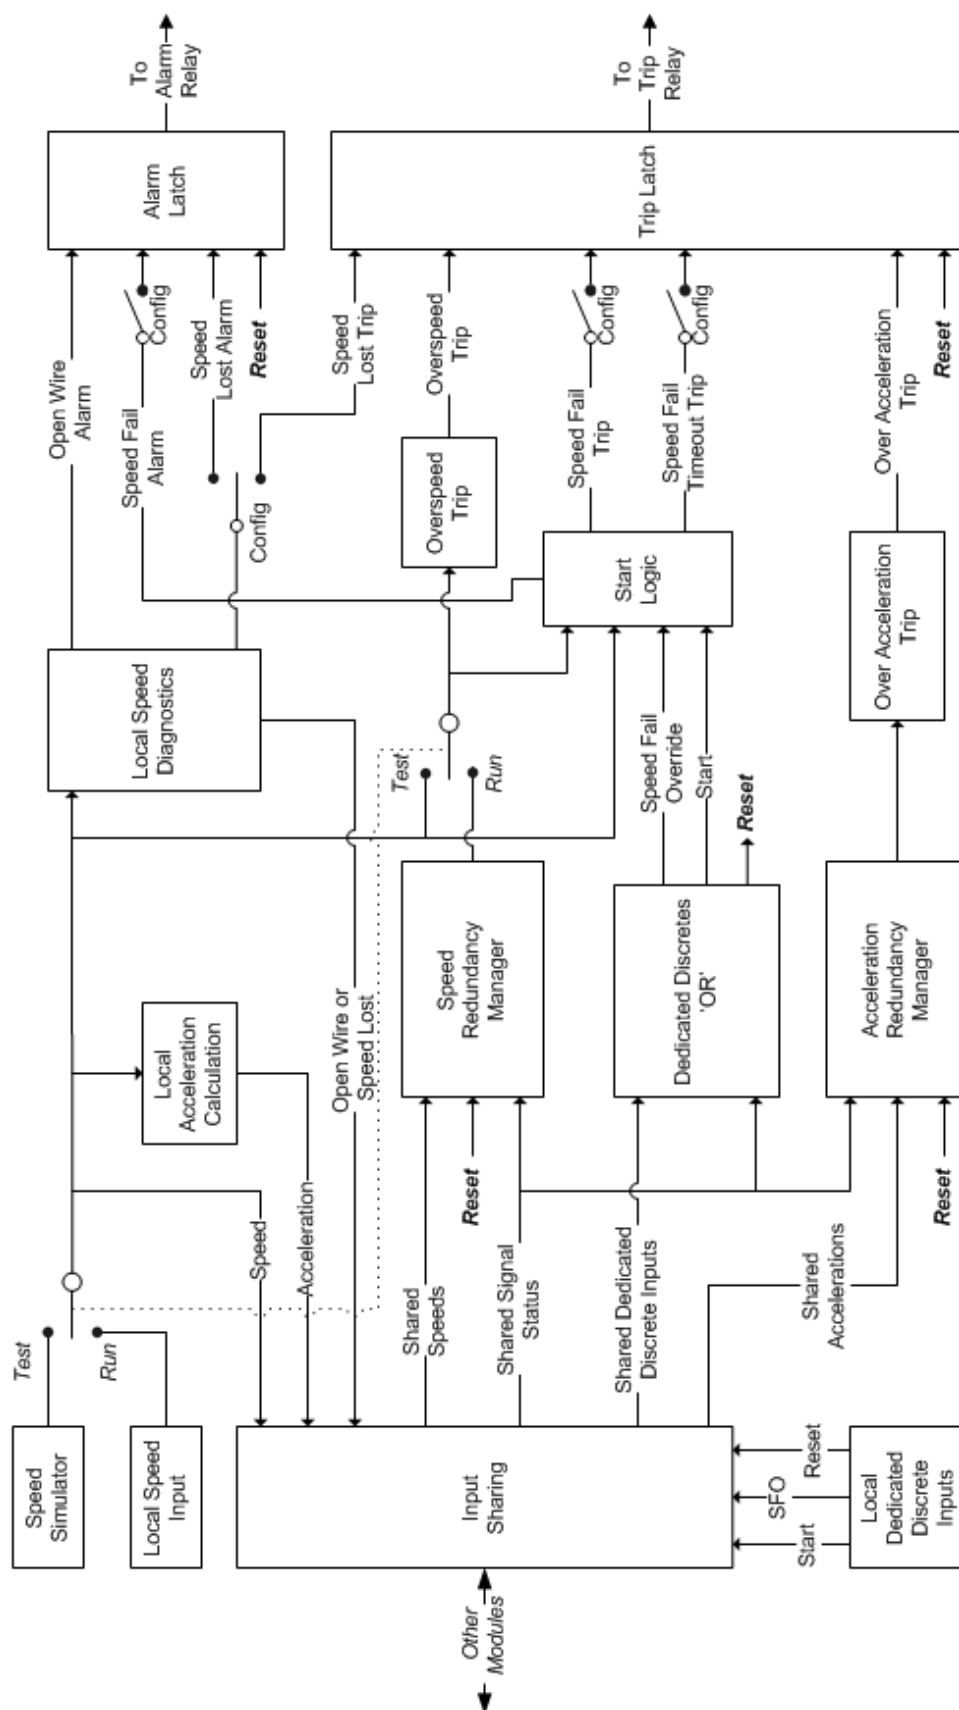 Speed
Simulator
Test
Run
Local Speed
Input
Other
Modules
Input
Sharing
Start
SFO
Reset
Local
Dedicated
Discrete
Inputs
Speed
Acceleration
Local
Acceleration
Calculation
Open Wire or
Speed Lost
Shared
Speeds
Reset
Shared Signal
Status
Shared Dedicated
Discrete Inputs
Shared
Accelerations
Reset
Speed
Redundancy
Manager
Dedicated Discretes
'OR'
Acceleration
Redundancy
Manager
Local Speed
Diagnostics
Test
Run
Speed Fail
Override
Start
Reset
Open Wire
Alarm
Speed Fail
Alarm
Config
Speed
Lost Alarm
Config
Reset
Speed
Lost Trip
Overspeed
Trip
Overspeed
Trip
Start
Logic
Speed Fail
Trip
Config
Speed Fail
Timeout Trip
Config
Over Acceleration
Trip
Over Acceleration
Trip
Reset
Alarm
Latch
To
Alarm
Relay
Trip Latch
To
Trip
Relay